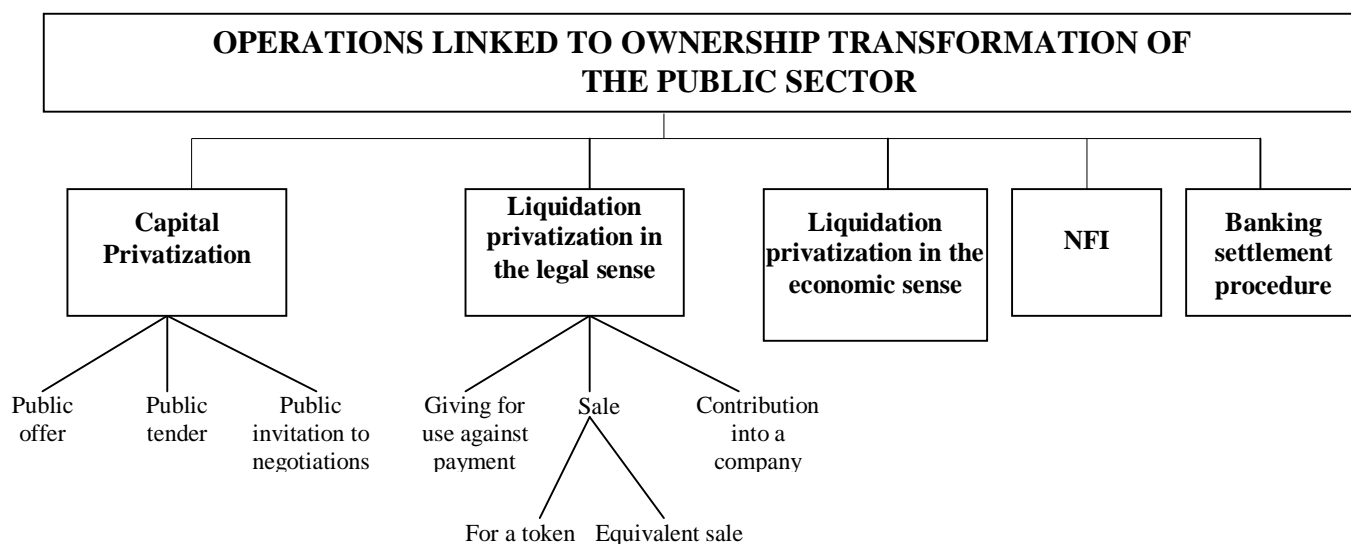 OPERATIONS LINKED TO OWNERSHIP TRANSFORMATION OF
THE PUBLIC SECTOR
Capital
Privatization
Liquidation
privatization in
the legal sense
Liquidation
privatization in the
economic sense
NFI
Banking
settlement
procedure
Public
offer
Public
tender
Public
invitation to
negotiations
Giving for
use against
payment
Sale
Contribution
into a
company
For a token
Equivalent sale